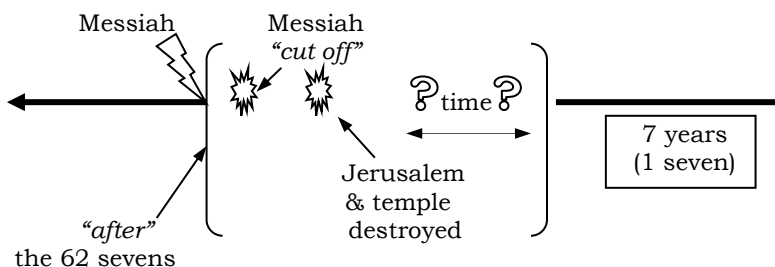 Messiah
Messiah
“cut off”
? time ?
Jerusalem
& temple
destroyed
7 years
(1 seven)
“after”
the 62 sevens